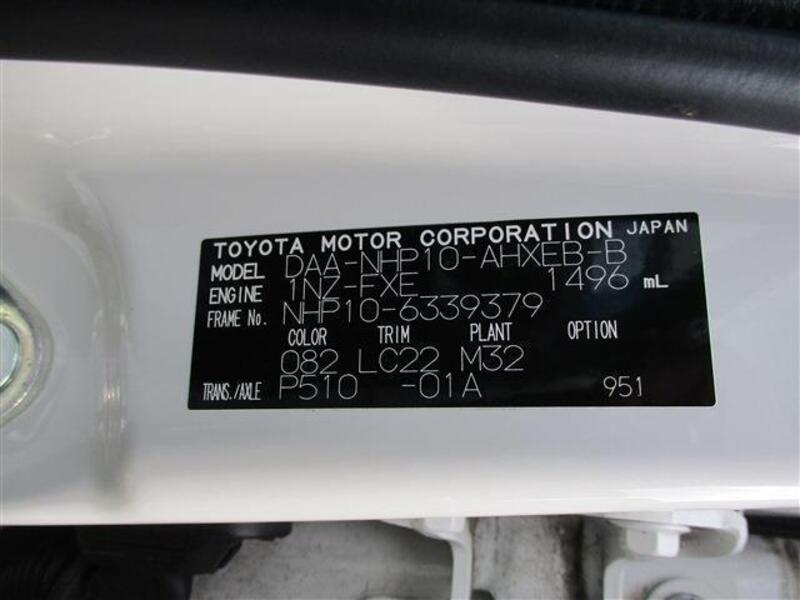 TOYOTA MOTOR CORPORATION JAPAN
MODEL DAA-NHP10-AHXEB-B
ENGINE 1NZ-FXE 1496 mL
FRAME No. NHP10-6339379
COLOR TRIM PLANT OPTION
082 LC22 M32
TRANS./AXLE P510 -01A 951